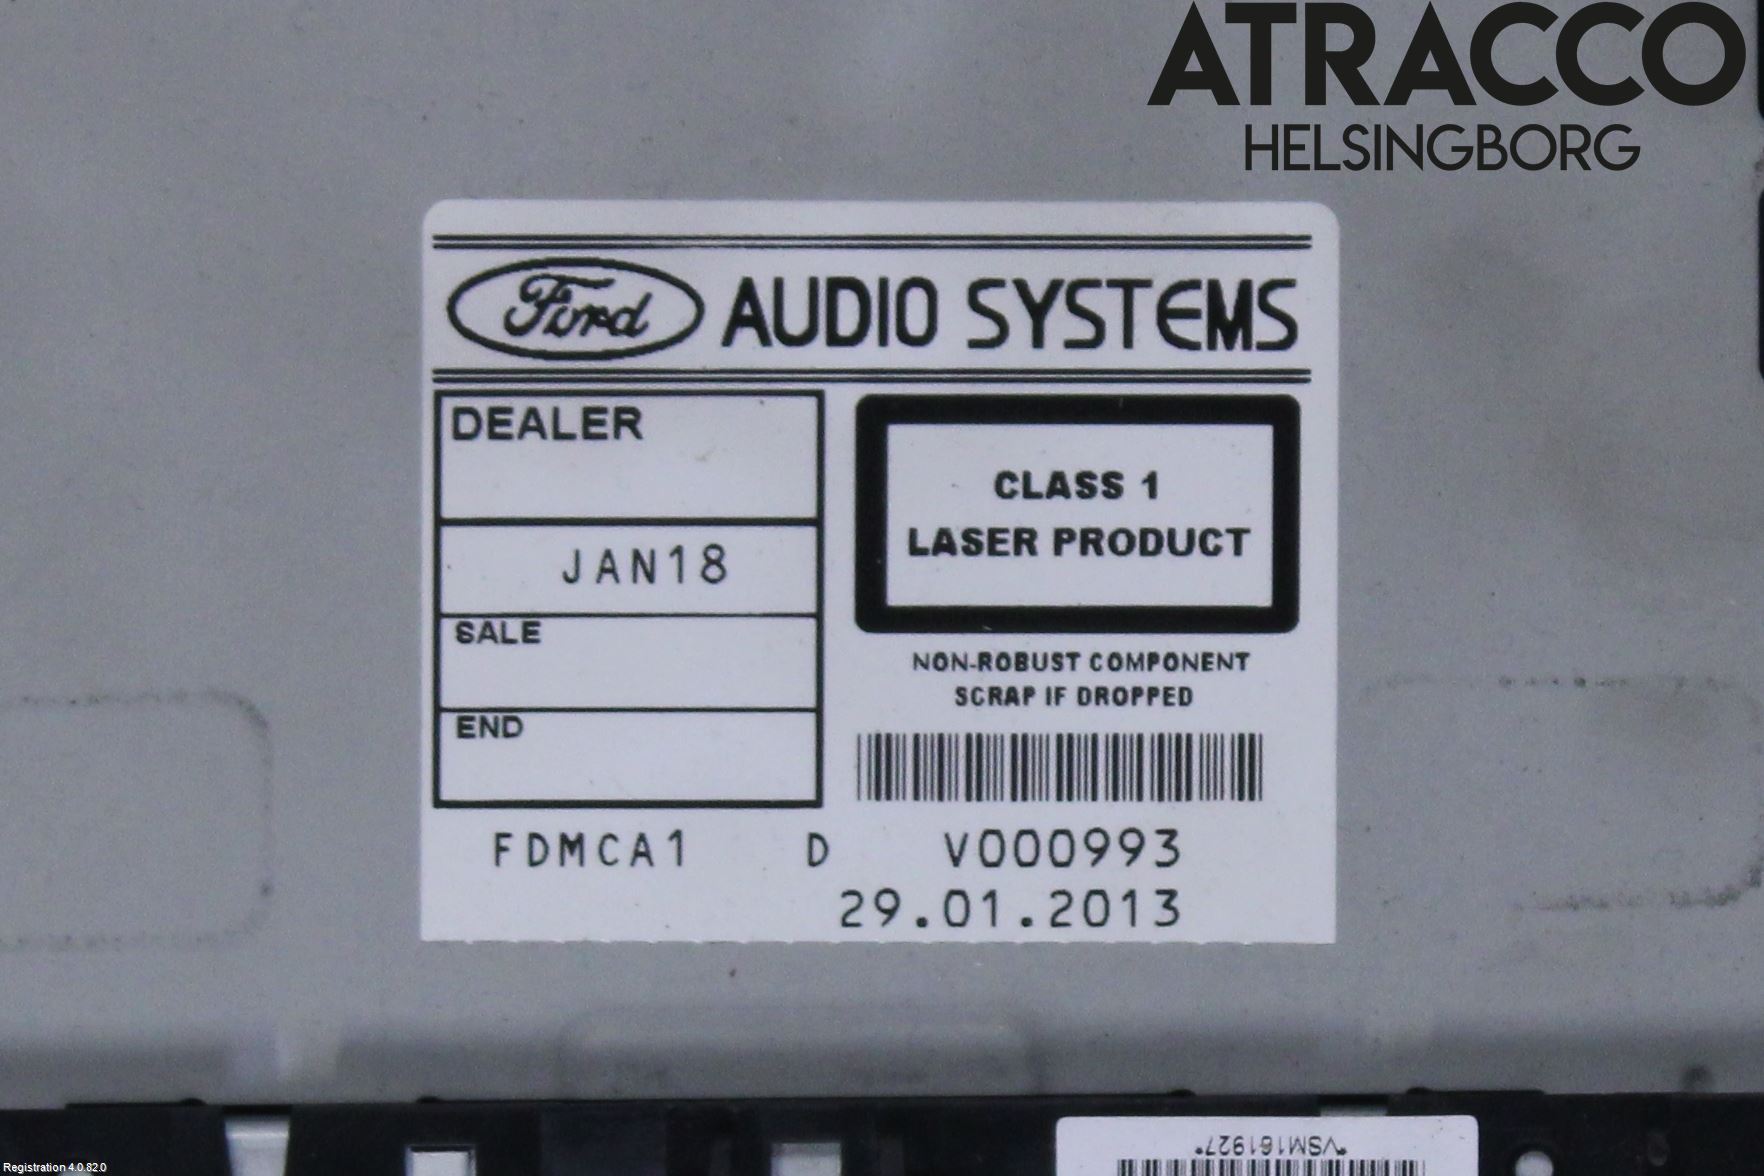 ATRACCO
HELSINGBORG
Ford AUDIO SYSTEMS
DEALER
JAN18
SALE
END
CLASS 1
LASER PRODUCT
NON-ROBUST COMPONENT
SCRAP IF DROPPED
FDMCA1 D V000993
29.01.2013
*VSM161927*
Registration 4.0.82.0